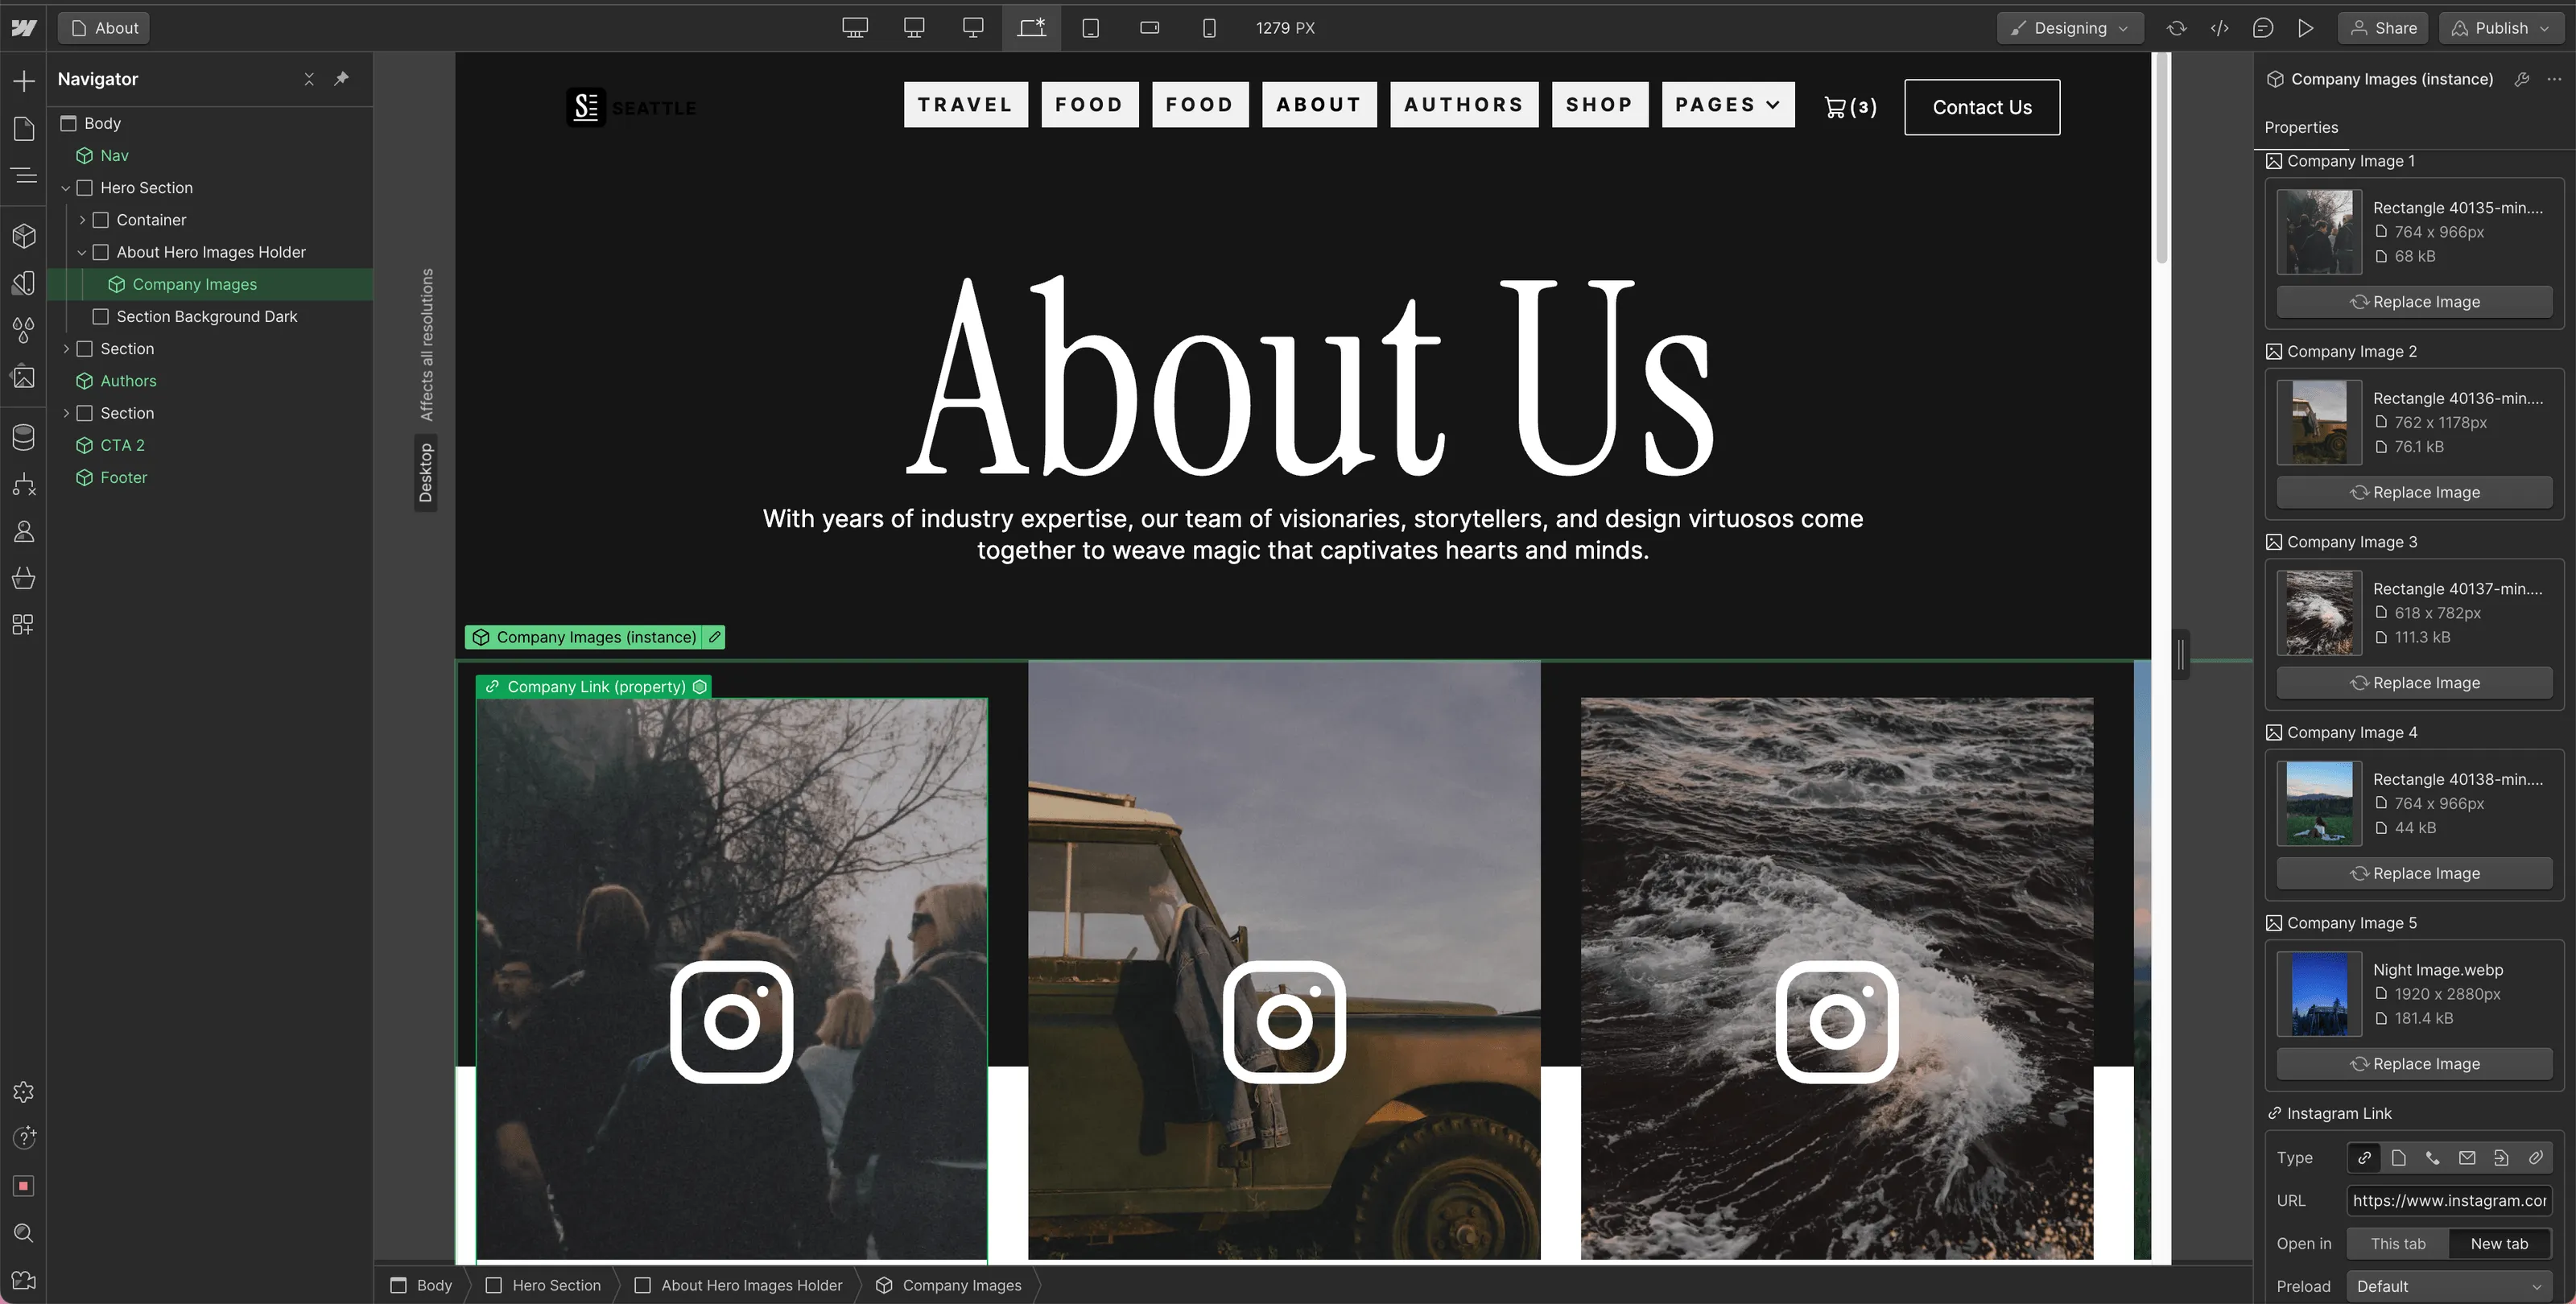 About
1279 PX
Designing
Share
Publish
Navigator
Body
Nav
Hero Section
Container
About Hero Images Holder
Company Images
Section Background Dark
Section
Authors
Section
CTA 2
Footer
Affects all resolutions
Desktop
SE SEATTLE
TRAVEL
FOOD
FOOD
ABOUT
AUTHORS
SHOP
PAGES
(3)
Contact Us
About Us
With years of industry expertise, our team of visionaries, storytellers, and design virtuosos come
together to weave magic that captivates hearts and minds.
Company Images (instance)
Company Link (property)
Body
Hero Section
About Hero Images Holder
Company Images
Company Images (instance)
Properties
Company Image 1
Rectangle 40135-min....
764 x 966px
68 kB
Replace Image
Company Image 2
Rectangle 40136-min....
762 x 1178px
76.1 kB
Replace Image
Company Image 3
Rectangle 40137-min....
618 x 782px
111.3 kB
Replace Image
Company Image 4
Rectangle 40138-min....
764 x 966px
44 kB
Replace Image
Company Image 5
Night Image.webp
1920 x 2880px
181.4 kB
Replace Image
Instagram Link
Type
URL https://www.instagram.cor
Open in This tab New tab
Preload Default